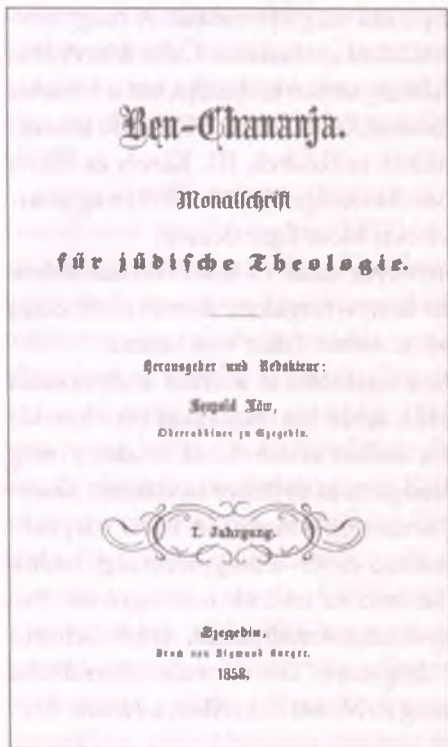 Ben-Chananja.
Monatschrift
für jüdische Theologie.
Herausgeber und Redakteur:
Leopold Löw,
Oberrabbiner zu Szegedin.
I. Jahrgang.
Szegedin,
Druck von Sigmund Burger.
1858.